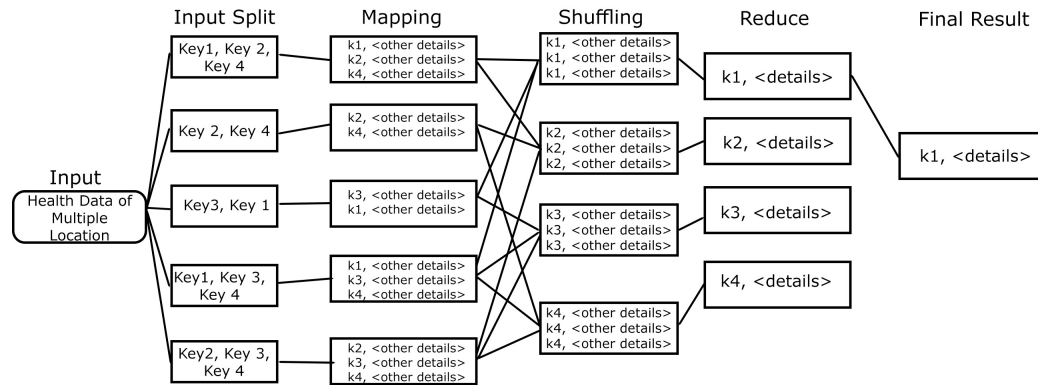 Input Split
Mapping
Shuffling
Reduce
Final Result
Input
Health Data of
Multiple
Location
Key1, Key 2,
Key 4
Key 2, Key 4
Key3, Key 1
Key1, Key 3,
Key 4
Key2, Key 3,
Key 4
k1, <other details>
k2, <other details>
k4, <other details>
k2, <other details>
k4, <other details>
k3, <other details>
k1, <other details>
k1, <other details>
k3, <other details>
k4, <other details>
k2, <other details>
k3, <other details>
k4, <other details>
k1, <other details>
k1, <other details>
k1, <other details>
k2, <other details>
k2, <other details>
k2, <other details>
k3, <other details>
k3, <other details>
k3, <other details>
k4, <other details>
k4, <other details>
k4, <other details>
k1, <details>
k2, <details>
k3, <details>
k4, <details>
k1, <details>